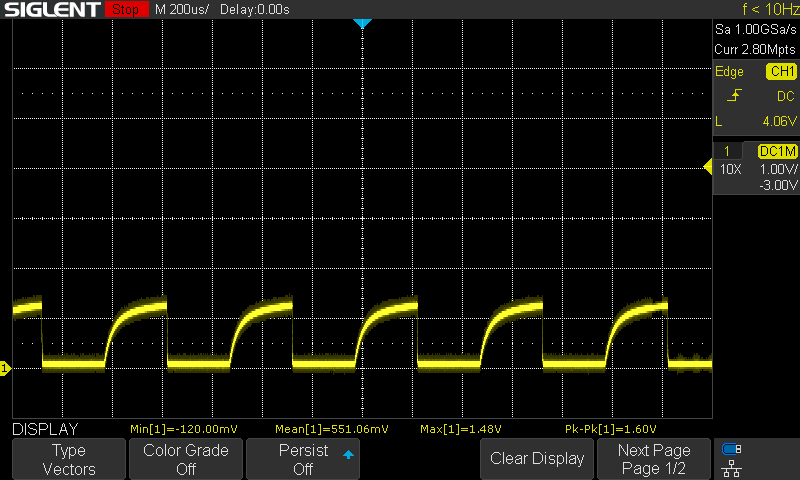 SIGLENT Stop M 200us/ Delay:0.00s f < 10Hz
Sa 1.00GSa/s
Curr 2.80Mpts
Edge CH1
DC
L 4.06V
1 DC1M
10X 1.00V/
-3.00V
1
DISPLAY Min[1]=-120.00mV Mean[1]=551.06mV Max[1]=1.48V Pk-Pk[1]=1.60V
Type Color Grade Persist Clear Display Next Page
Vectors Off Off Page 1/2